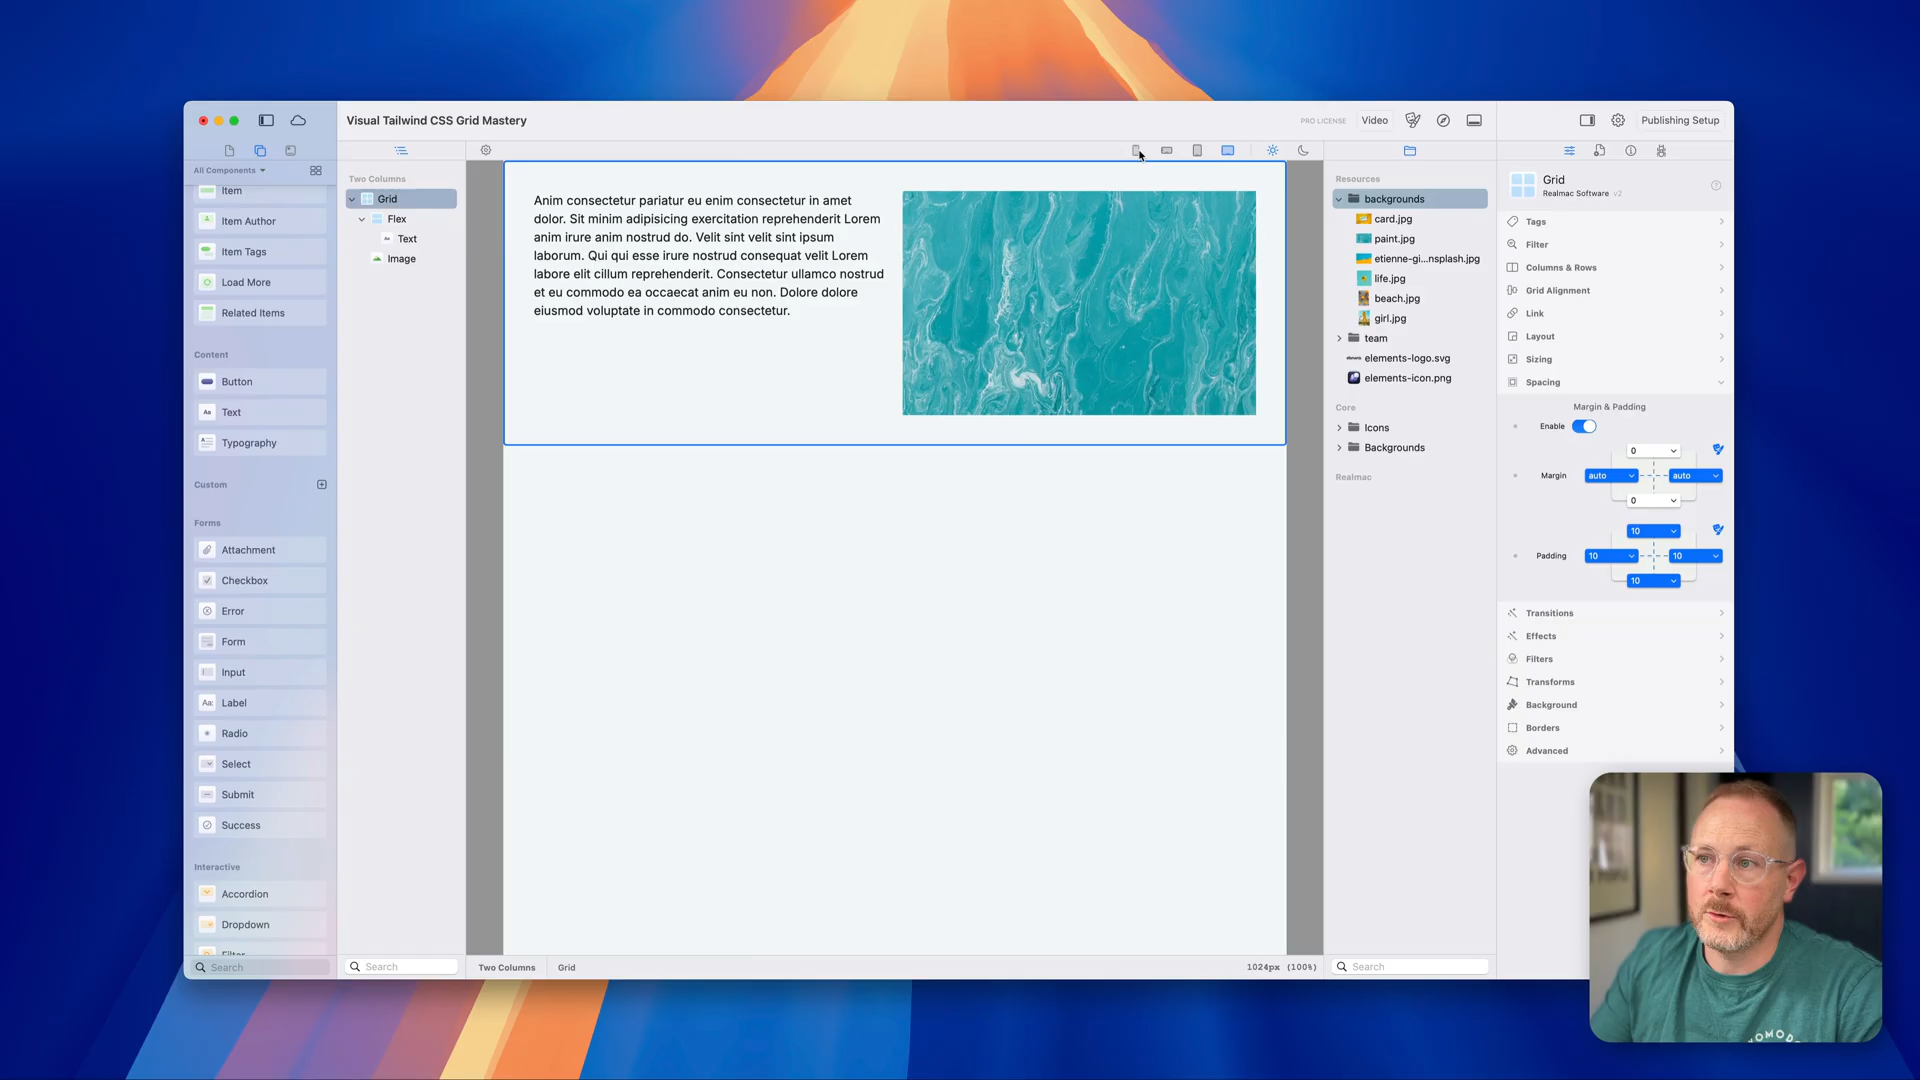 Visual Tailwind CSS Grid Mastery
PRO LICENSE
Video
Publishing Setup
All Components
Item
Item Author
Item Tags
Load More
Related Items
Content
Button
Text
Typography
Custom
Forms
Attachment
Checkbox
Error
Form
Input
Label
Radio
Select
Submit
Success
Interactive
Accordion
Dropdown
Search
Two Columns
Grid
Flex
Text
Image
Search
Anim consectetur pariatur eu enim consectetur in amet
dolor. Sit minim adipisicing exercitation reprehenderit Lorem
anim irure anim nostrud do. Velit sint velit sint ipsum
laborum. Qui qui esse irure nostrud consequat velit Lorem
labore elit cillum reprehenderit. Consectetur ullamco nostrud
et eu commodo ea occaecat anim eu non. Dolore dolore
eiusmod voluptate in commodo consectetur.
Two Columns
Grid
1024px (100%)
Resources
backgrounds
card.jpg
paint.jpg
etienne-gi...nsplash.jpg
life.jpg
beach.jpg
girl.jpg
team
elements-logo.svg
elements-icon.png
Core
Icons
Backgrounds
Realmac
Search
Grid
Realmac Software v2
Tags
Filter
Columns & Rows
Grid Alignment
Link
Layout
Sizing
Spacing
Margin & Padding
Enable
0
Margin auto auto
0
10
Padding 10 10
10
Transitions
Effects
Filters
Transforms
Background
Borders
Advanced